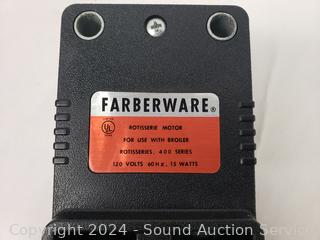 FARBERWARE®
UL
ROTISSERIE MOTOR
FOR USE WITH BROILER
ROTISSERIES, 400 SERIES
120 VOLTS 60Hz, 15 WATTS
Copyright 2024 - Sound Auction Service